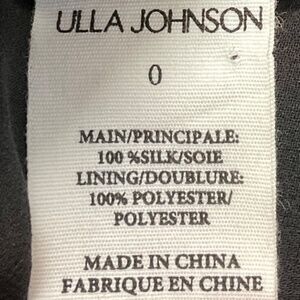 ULLA JOHNSON
0
MAIN/PRINCIPALE:
100 %SILK/SOIE
LINING/DOUBLURE:
100% POLYESTER/
POLYESTER
MADE IN CHINA
FABRIQUE EN CHINE